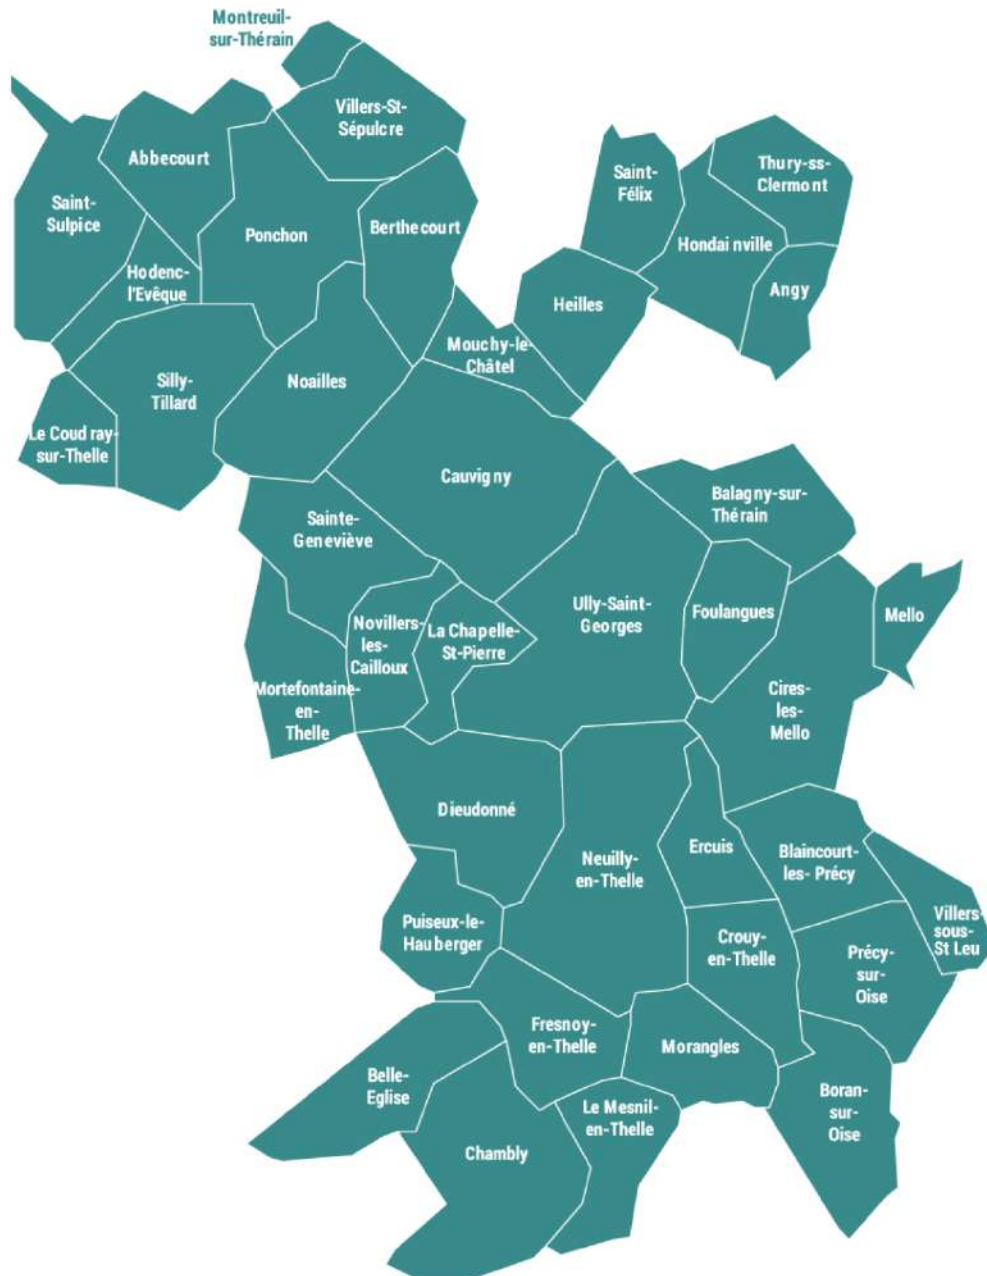 Montreuil-
sur-Thérain
Villers-St-
Sépulcre
Abbecourt
Saint-
Félix
Thury-ss-
Clermont
Saint-
Sulpice
Ponchon
Berthecourt
Hondainville
Hodenc-
l'Evêque
Heilles
Angy
Mouchy-le-
Châtel
Silly-
Tillard
Noailles
Le Coudray-
sur-Thelle
Cauvigny
Balagny-sur-
Thérain
Sainte-
Geneviève
Ully-Saint-
Georges
Foulangues
Mello
Novillers-
les-
Cailloux
La Chapelle-
St-Pierre
Mortefontaine-
en-
Thelle
Cires-
les-
Mello
Dieudonné
Neuilly-
en-Thelle
Ercuis
Blaincourt-
les- Précy
Puiseux-le-
Hauberger
Crouy-
en-Thelle
Villers-
sous-
St Leu
Précy-
sur-
Oise
Fresnoy-
en-Thelle
Morangles
Belle-
Eglise
Le Mesnil-
en-Thelle
Boran-
sur-
Oise
Chambly